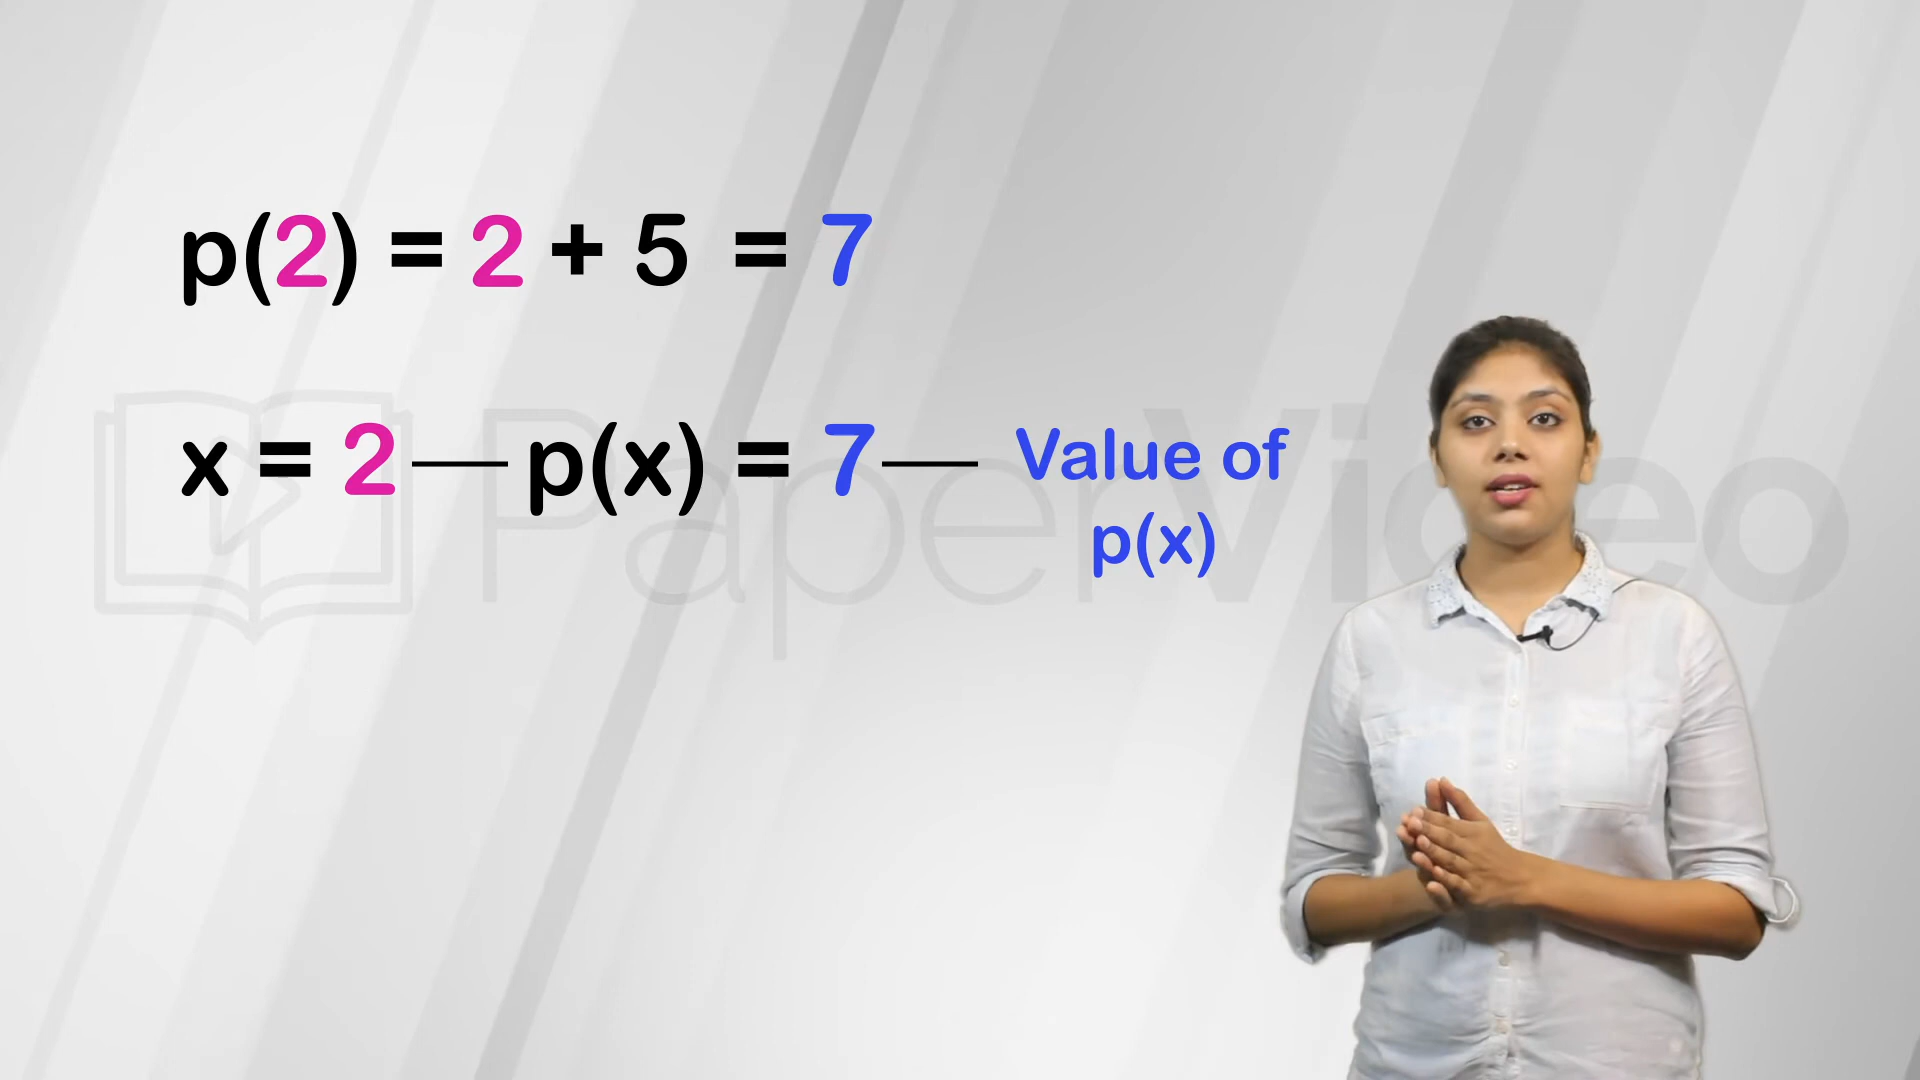 p(2) = 2 + 5 = 7
x = 2 — p(x) = 7 — Value of
p(x)
PaperVideo